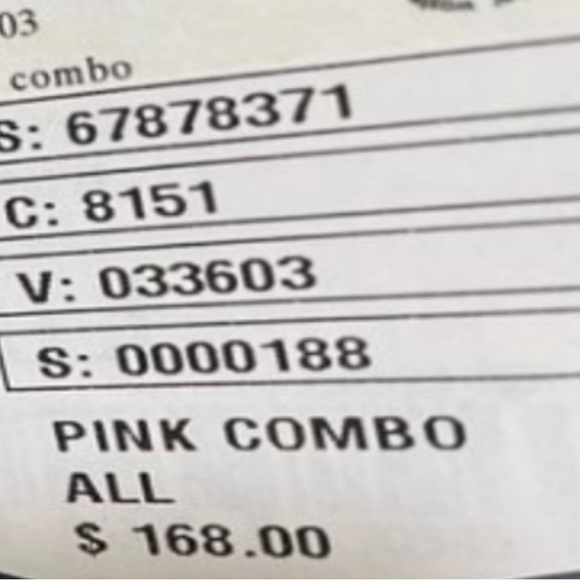 03
combo
S: 67878371
C: 8151
V: 033603
S: 0000188
PINK COMBO
ALL
$ 168.00